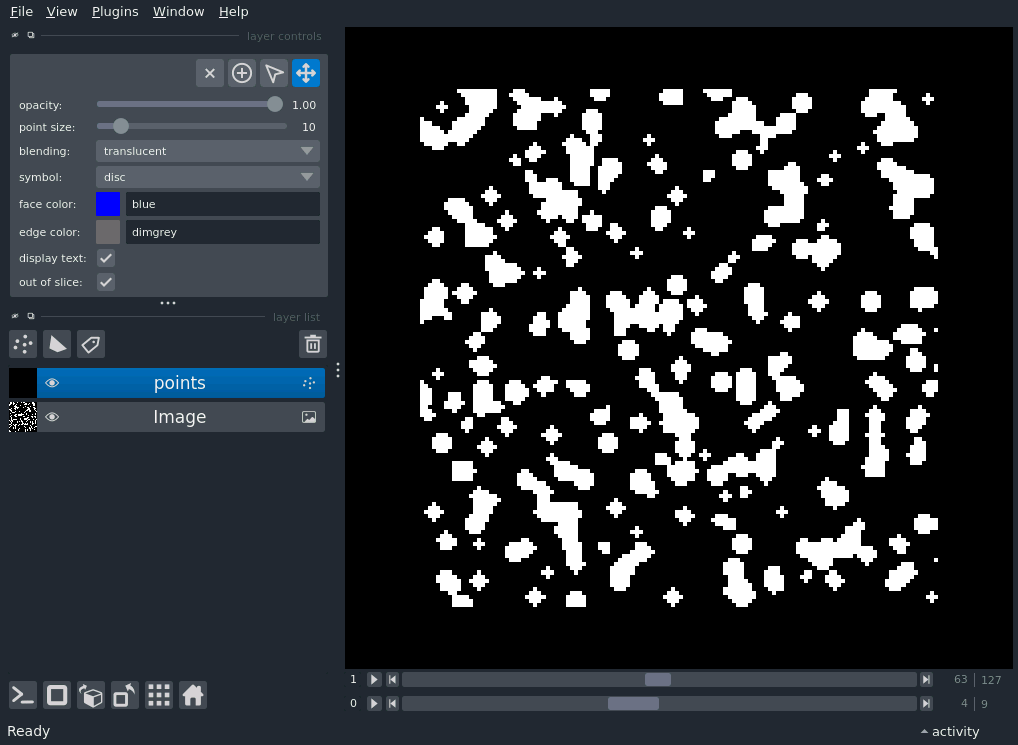 File View Plugins Window Help
layer controls
opacity: 1.00
point size: 10
blending: translucent
symbol: disc
face color: blue
edge color: dimgrey
display text:
out of slice:
layer list
points
Image
1 63 127
0 4 9
Ready activity